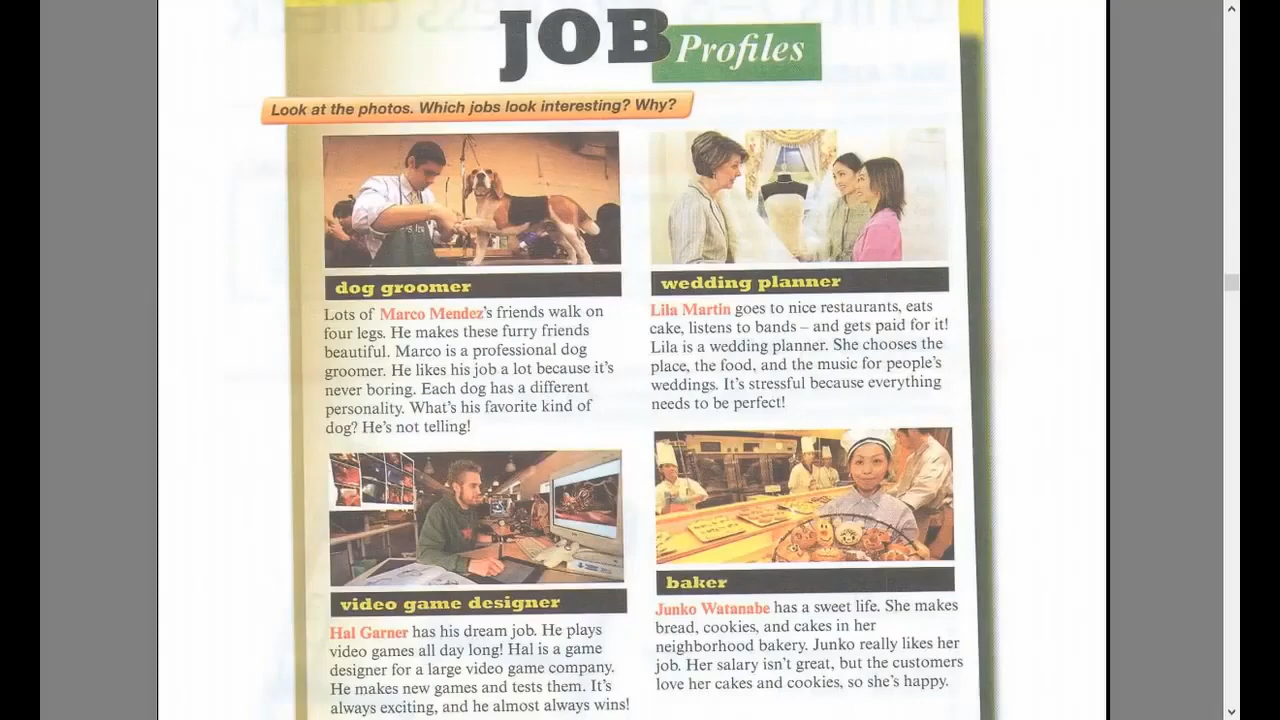 JOB Profiles
Look at the photos. Which jobs look interesting? Why?
dog groomer
Lots of Marco Mendez's friends walk on
four legs. He makes these furry friends
beautiful. Marco is a professional dog
groomer. He likes his job a lot because it's
never boring. Each dog has a different
personality. What's his favorite kind of
dog? He's not telling!
wedding planner
Lila Martin goes to nice restaurants, eats
cake, listens to bands – and gets paid for it!
Lila is a wedding planner. She chooses the
place, the food, and the music for people's
weddings. It's stressful because everything
needs to be perfect!
video game designer
Hal Garner has his dream job. He plays
video games all day long! Hal is a game
designer for a large video game company.
He makes new games and tests them. It's
always exciting, and he almost always wins!
baker
Junko Watanabe has a sweet life. She makes
bread, cookies, and cakes in her
neighborhood bakery. Junko really likes her
job. Her salary isn't great, but the customers
love her cakes and cookies, so she's happy.